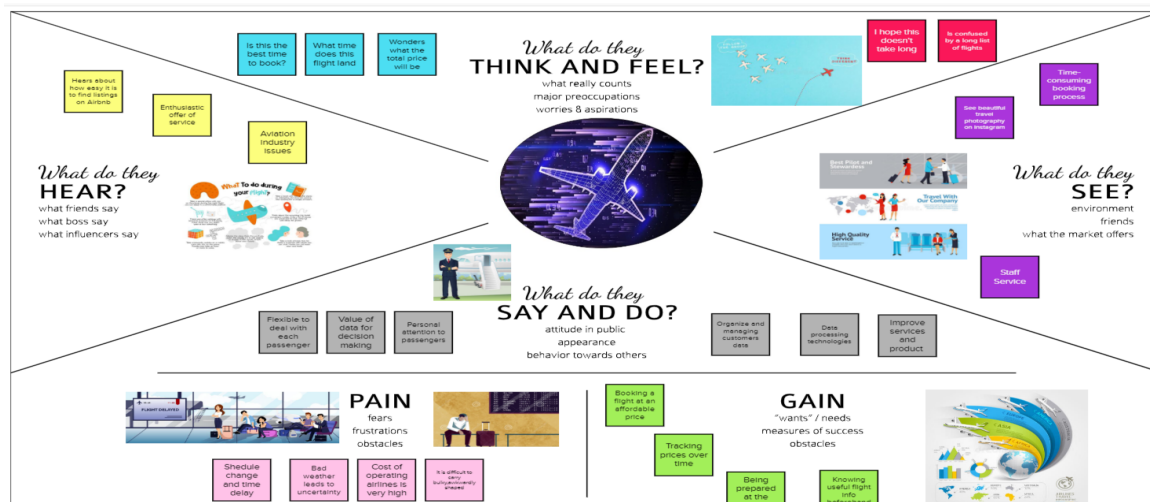 Is this the
best time
to book?
What time
does this
flight land
Wonders
what the
total price
will be
What do they
THINK AND FEEL?
what really counts
major preoccupations
worries & aspirations
I hope this
doesn't
take long
Is confused
by a long list
of flights
Hears about
how easy it is
to find listings
on Airbnb
Enthusiastic
offer of
service
Aviation
Industry
Issues
What do they
HEAR?
what friends say
what boss say
what influencers say
What To do during
your flight?
Time-
consuming
booking
process
See beautiful
travel
photography
on Instagram
Best Pilot and
Stewardess
Travel With
Our Company
High Quality
Service
What do they
SEE?
environment
friends
what the market offers
Staff
Service
What do they
SAY AND DO?
attitude in public
appearance
behavior towards others
Flexible to
deal with
each
passenger
Value of
data for
decision
making
Personal
attention to
passengers
Organize and
managing
customers
data
Data
processing
technologies
Improve
services and
product
PAIN
fears
frustrations
obstacles
FLIGHT DELAYED
Shedule
change and
time delay
Bad
weather
leads to
uncertainty
Cost of
operating
airlines is
very high
It is difficult to
carry
bulky,awkwardly
shaped
GAIN
"wants" / needs
measures of success
obstacles
Booking a
flight at an
affordable
price
Tracking
prices over
time
Being
prepared at
the
Knowing
useful flight
info